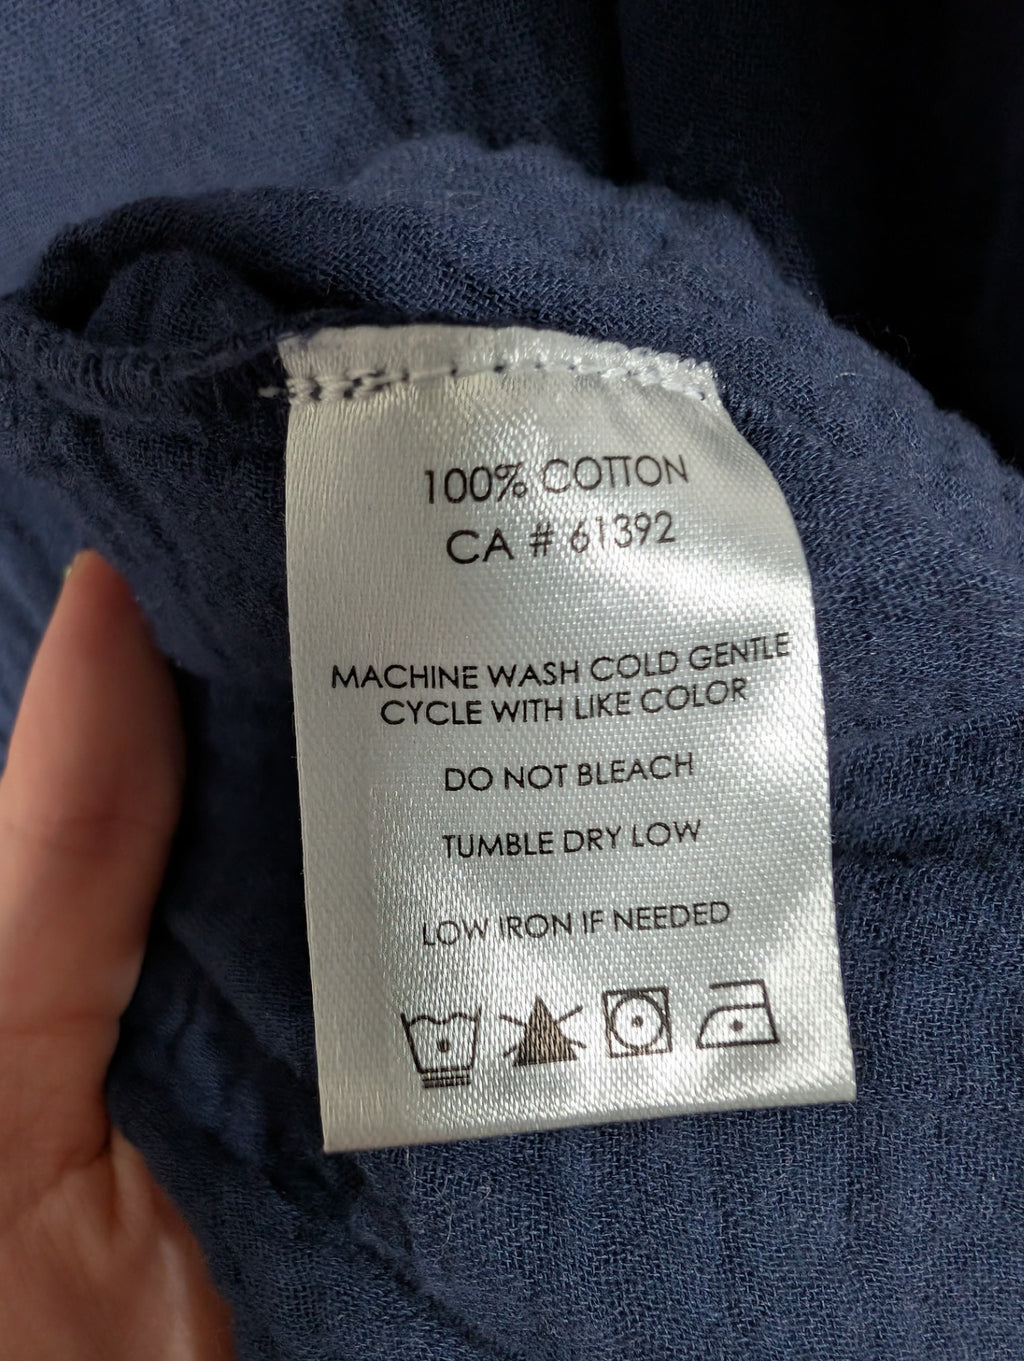 100% COTTON
CA # 61392
MACHINE WASH COLD GENTLE
CYCLE WITH LIKE COLOR
DO NOT BLEACH
TUMBLE DRY LOW
LOW IRON IF NEEDED